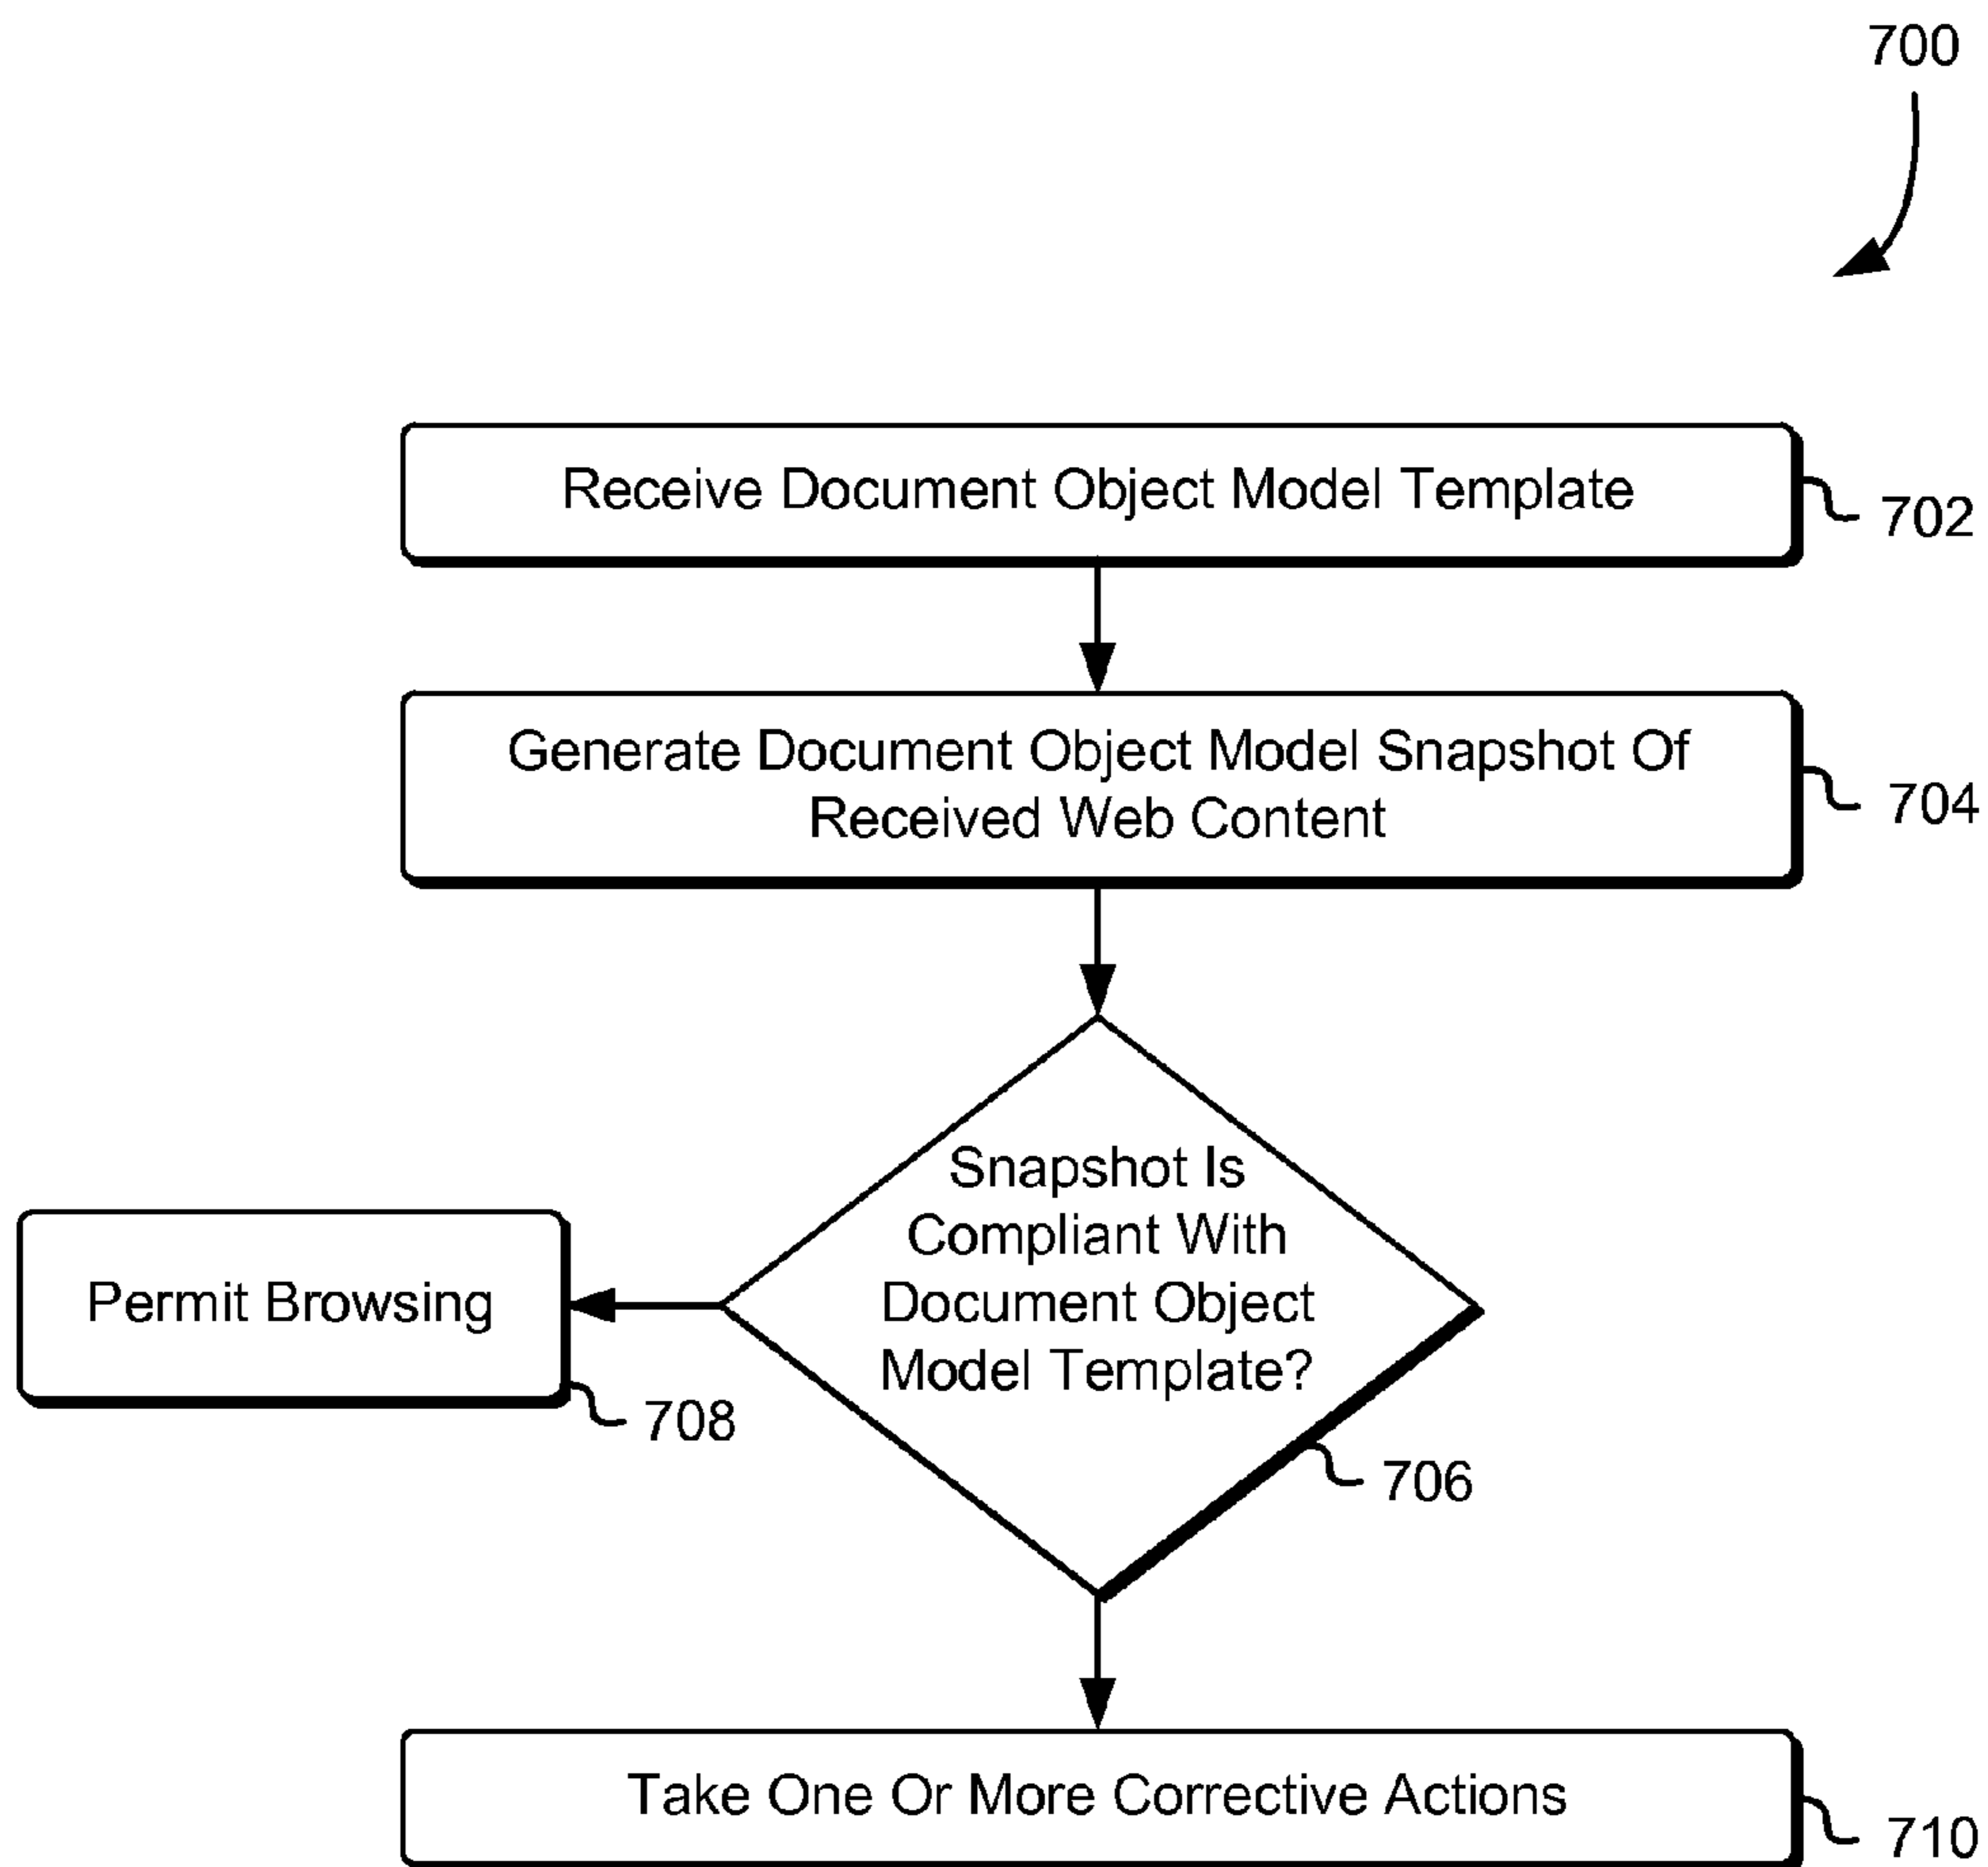 700
Receive Document Object Model Template
702
Generate Document Object Model Snapshot Of
Received Web Content
704
Snapshot Is
Compliant With
Document Object
Model Template?
706
Permit Browsing
708
Take One Or More Corrective Actions
710